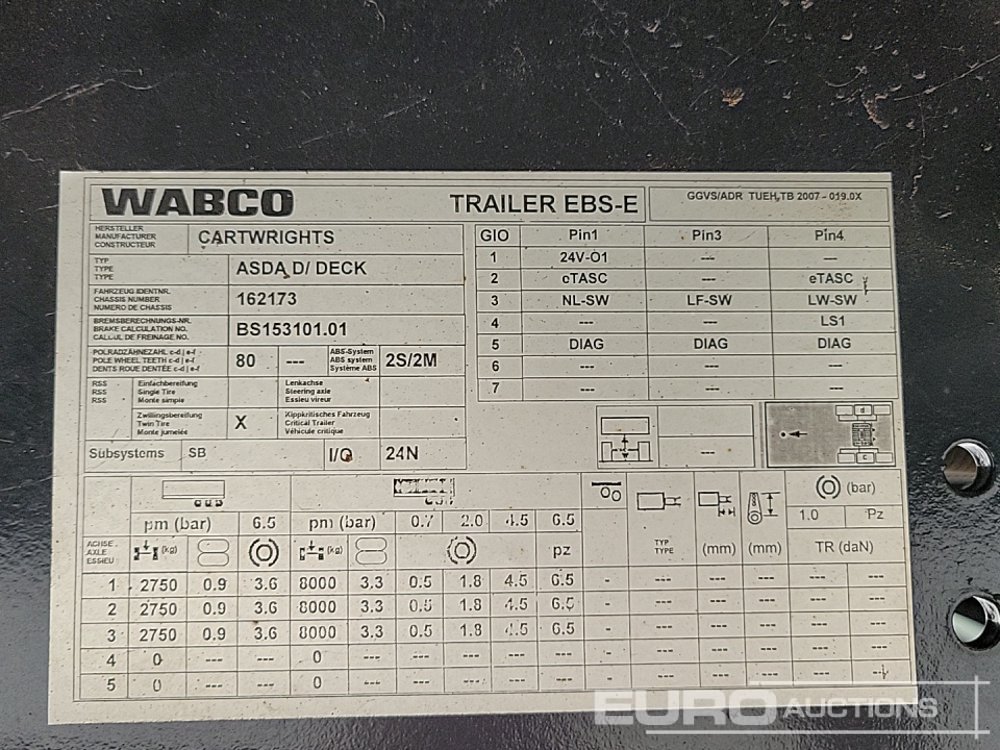 WABCO TRAILER EBS-E GGVS/ADR TUEH,TB 2007 - 019.0X
HERSTELLER
MANUFACTURER
CONSTRUCTEUR
CARTWRIGHTS
TYP
TYPE
TYPE
ASDA D/ DECK
FAHRZEUG IDENTNR.
CHASSIS NUMBER
NUMERO DE CHASSIS
162173
BREMSBERECHNUNGS-NR.
BRAKE CALCULATION NO.
CALCUL DE FREINAGE NO.
BS153101.01
POLRADZÄHNEZAHL c-d | e-f
POLE WHEEL TEETH c-d | e-f
DENTS ROUE DENTÉE c-d | e-f
80 ---
ABS-System
ABS system
Système ABS
2S/2M
RSS Einfachbereifung
RSS Single Tire
RSS Monte simple
Lenkachse
Steering axle
Essieu vireur
Zwillingsbereifung
Twin Tire
Monte jumelée
X
Kippkritisches Fahrzeug
Critical Trailer
Véhicule critique
Subsystems SB I/O 24N
GIO Pin1 Pin3 Pin4
1 24V-O1 --- ---
2 eTASC --- eTASC
3 NL-SW LF-SW LW-SW
4 --- --- LS1
5 DIAG DIAG DIAG
6 --- --- ---
7 --- --- ---
---
d
c
(bar)
pm (bar) 6.5 pm (bar) 0.7 2.0 4.5 6.5 1.0 Pz
ACHSE
AXLE
ESSIEU
(kg) (kg) pz
TYP
TYPE
(mm) (mm) TR (daN)
1 2750 0.9 3.6 8000 3.3 0.5 1.8 4.5 6.5 - --- --- --- --- ---
2 2750 0.9 3.6 8000 3.3 0.5 1.8 4.5 6.5 - --- --- --- --- ---
3 2750 0.9 3.6 8000 3.3 0.5 1.8 4.5 6.5 - --- --- --- --- ---
4 0 --- --- 0 --- --- --- --- --- - --- --- --- --- ---
5 0 --- --- 0 --- --- --- --- --- - --- --- --- --- ---
EURO AUCTIONS